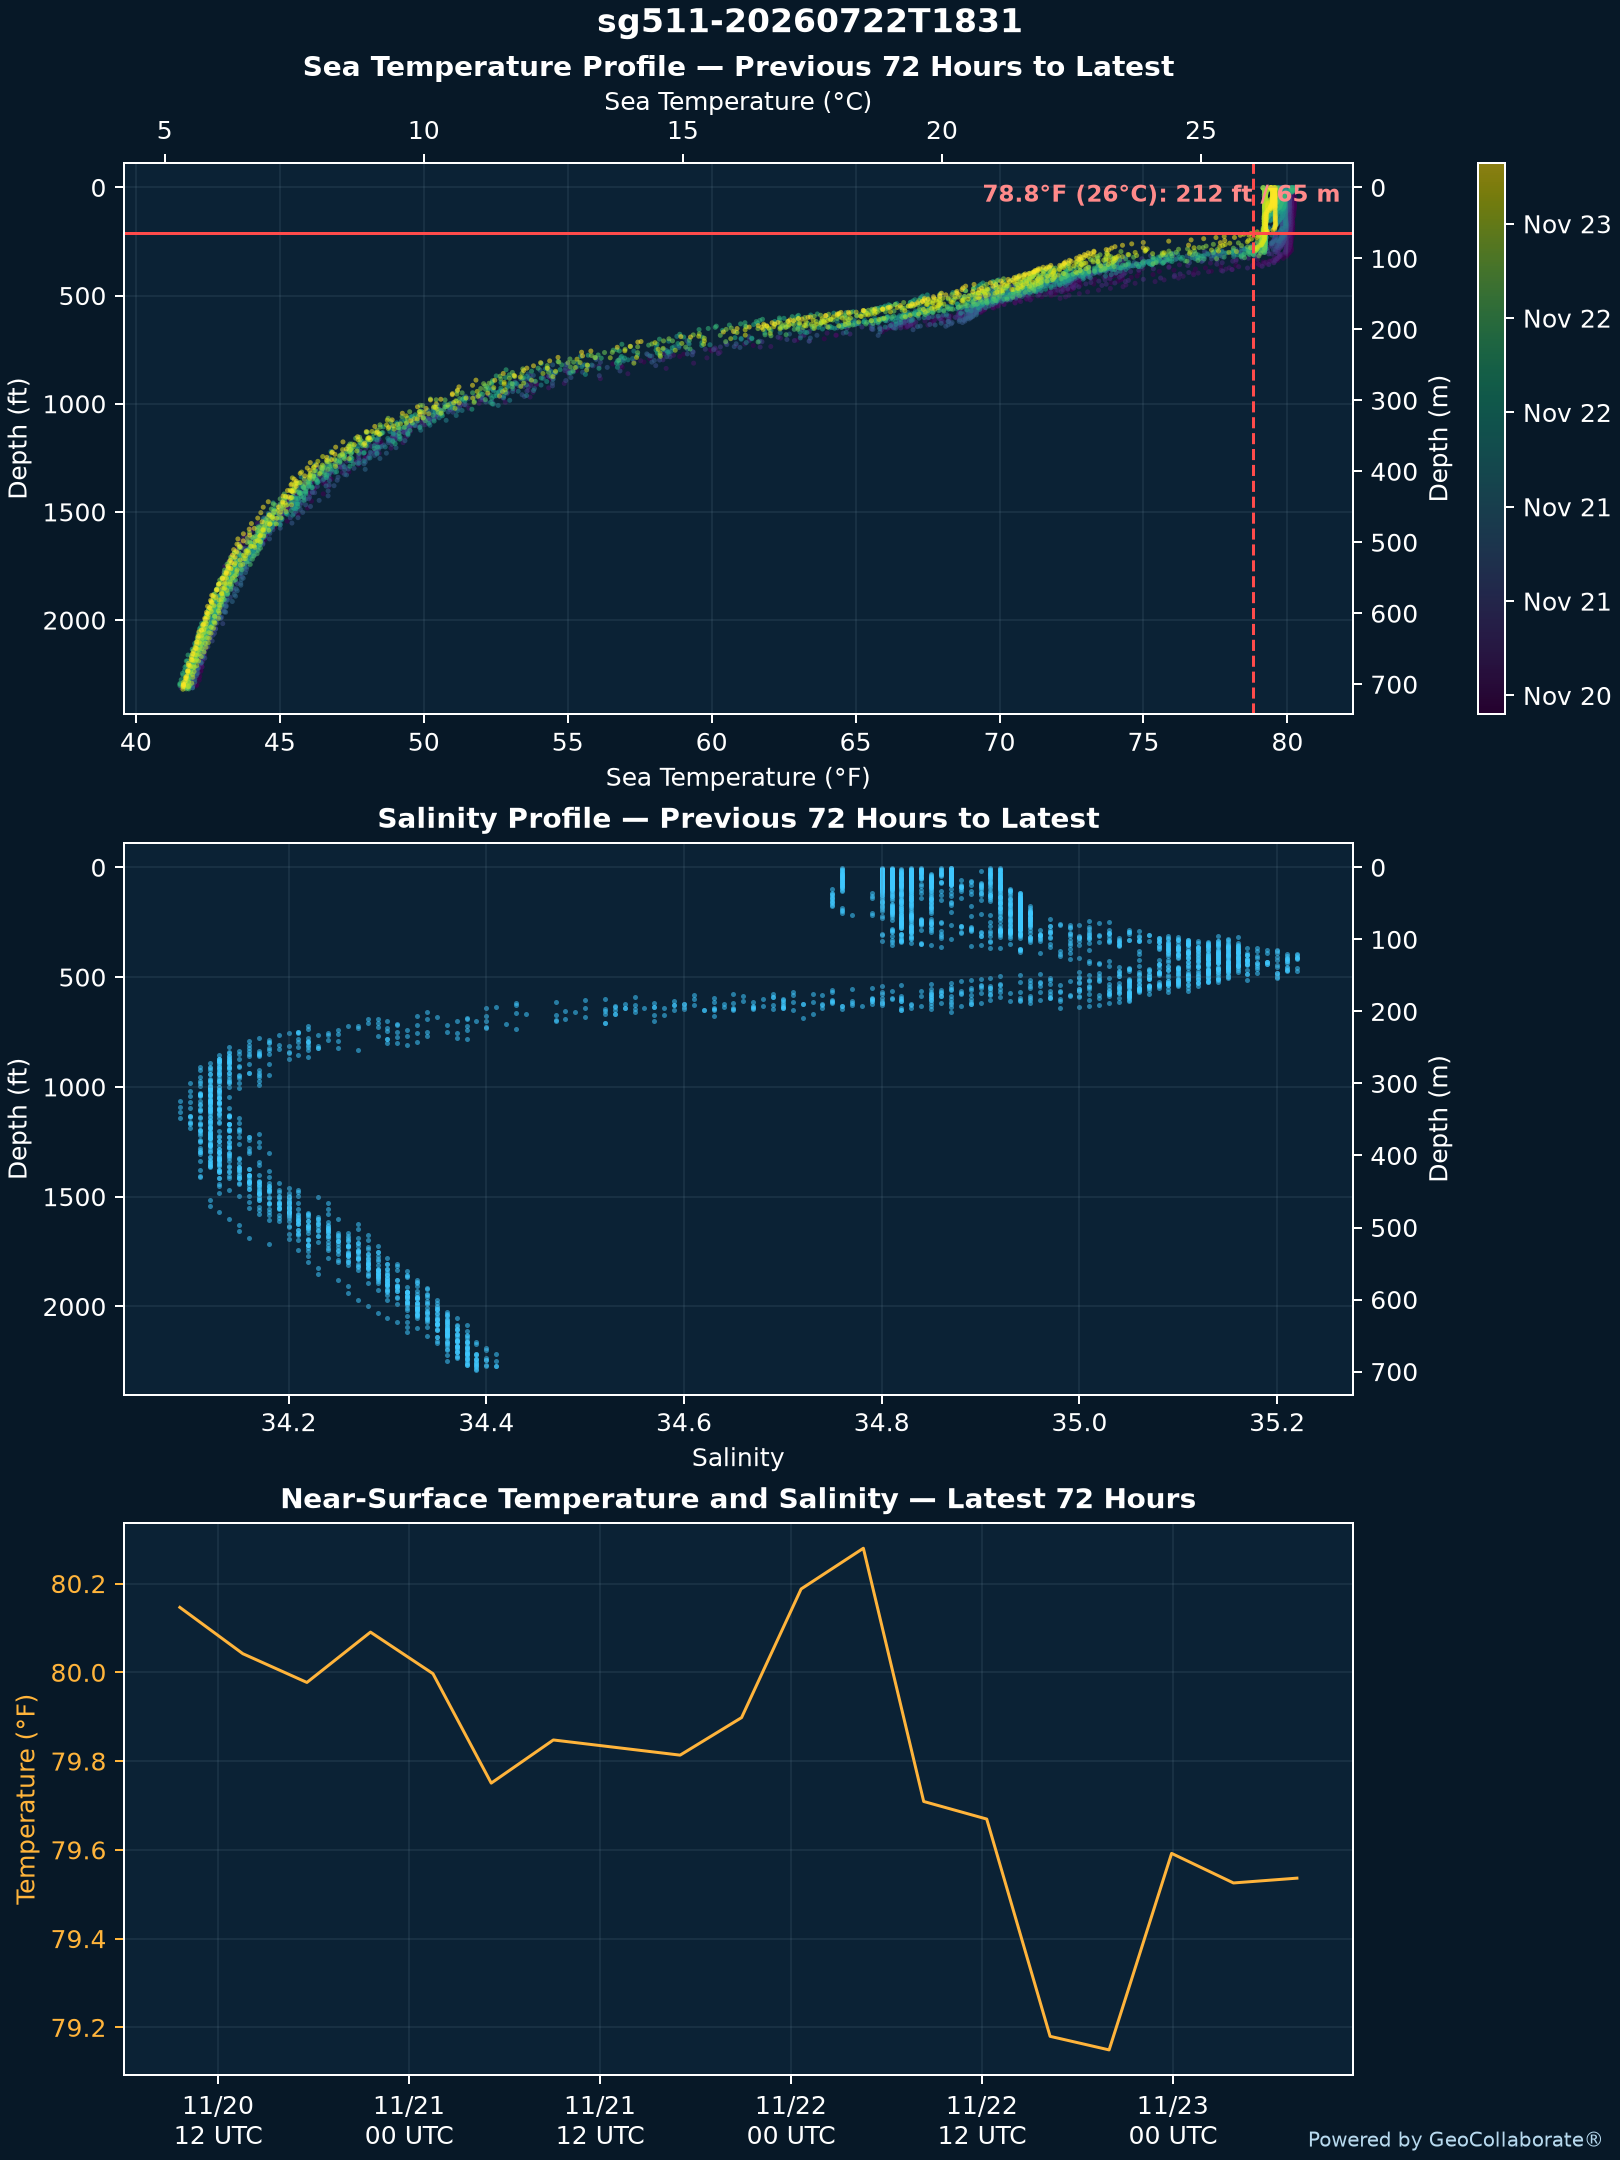 sg511-20260722T1831
Sea Temperature Profile — Previous 72 Hours to Latest
Sea Temperature (°C)
5 10 15 20 25
78.8°F (26°C): 212 ft / 65 m
0
500
1000
1500
2000
Depth (ft)
0
100
200
300
400
500
600
700
Depth (m)
Nov 23
Nov 22
Nov 22
Nov 21
Nov 21
Nov 20
40 45 50 55 60 65 70 75 80
Sea Temperature (°F)
Salinity Profile — Previous 72 Hours to Latest
0
500
1000
1500
2000
Depth (ft)
0
100
200
300
400
500
600
700
Depth (m)
34.2 34.4 34.6 34.8 35.0 35.2
Salinity
Near-Surface Temperature and Salinity — Latest 72 Hours
80.2
80.0
79.8
79.6
79.4
79.2
Temperature (°F)
11/20 11/21 11/21 11/22 11/22 11/23
12 UTC 00 UTC 12 UTC 00 UTC 12 UTC 00 UTC
Powered by GeoCollaborate®